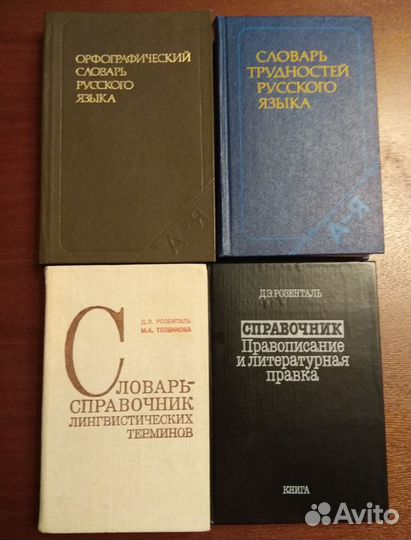 ОРФОГРАФИЧЕСКИЙ
СЛОВАРЬ
РУССКОГО
ЯЗЫКА
А-Я
СЛОВАРЬ
ТРУДНОСТЕЙ
РУССКОГО
ЯЗЫКА
А-Я
Д.Э. РОЗЕНТАЛЬ
М.А. ТЕЛЕНКОВА
СЛОВАРЬ-
СПРАВОЧНИК
ЛИНГВИСТИЧЕСКИХ
ТЕРМИНОВ
Д.Э.РОЗЕНТАЛЬ
СПРАВОЧНИК
Правописание
и литературная
правка
КНИГА
Avito